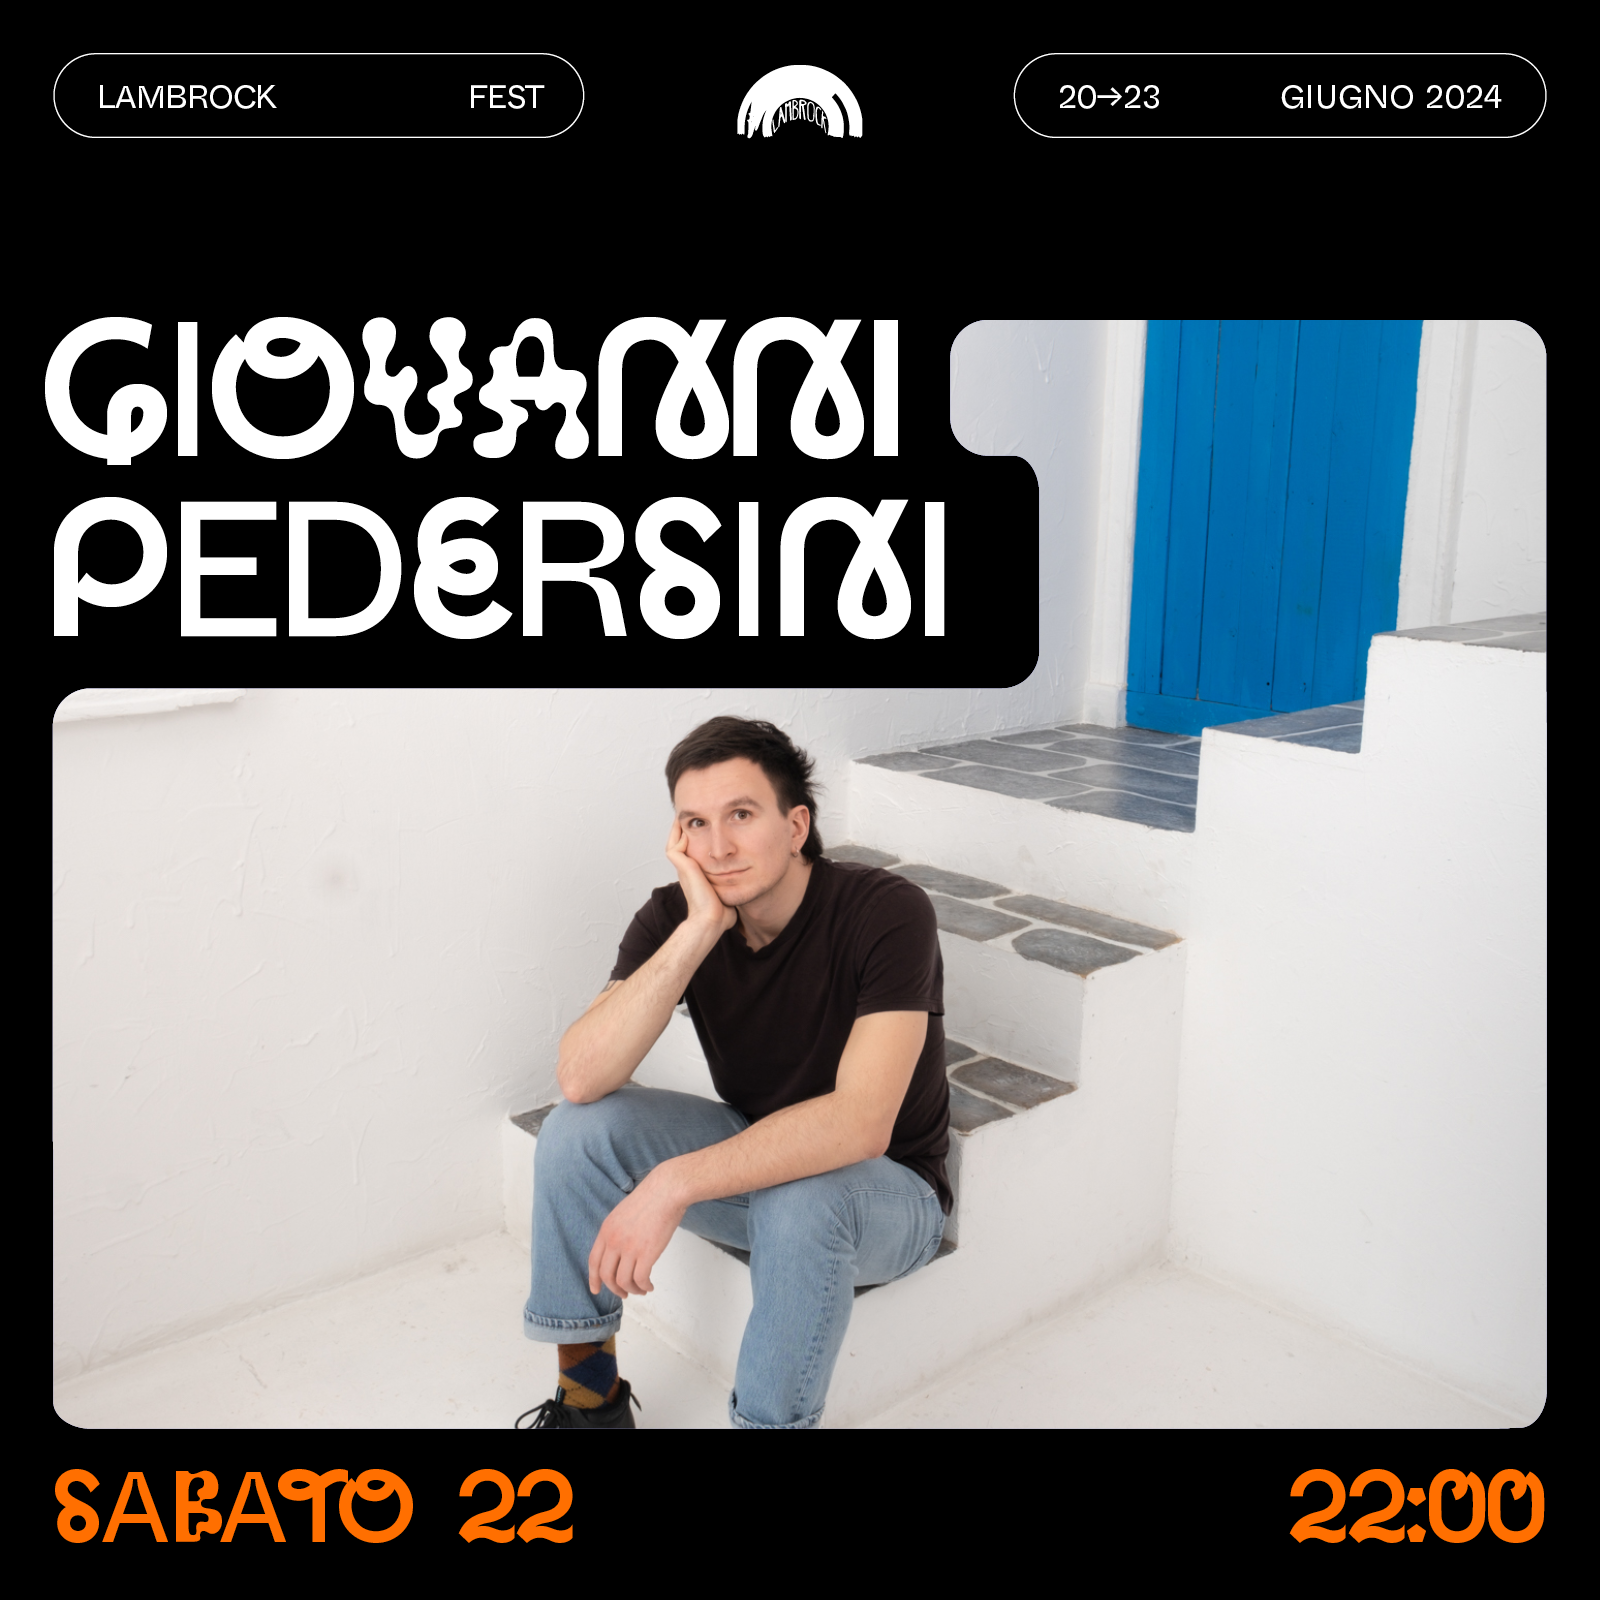 LAMBROCK FEST
LAMBROCK
20→23 GIUGNO 2024
GIOVANNI
PEDERSINI
SABATO 22
22:00